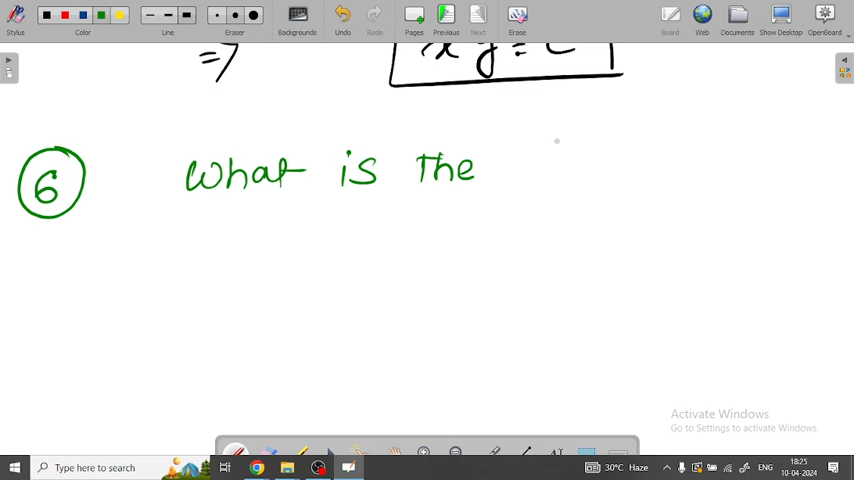 Stylus
Color
Line
Eraser
Backgrounds
Undo
Redo
Pages
Previous
Next
Erase
Board
Web
Documents
Show Desktop
OpenBoard
=>
xy = c
6 What is The
Activate Windows
Go to Settings to activate Windows.
Type here to search
30°C Haze
ENG
18:25
10-04-2024